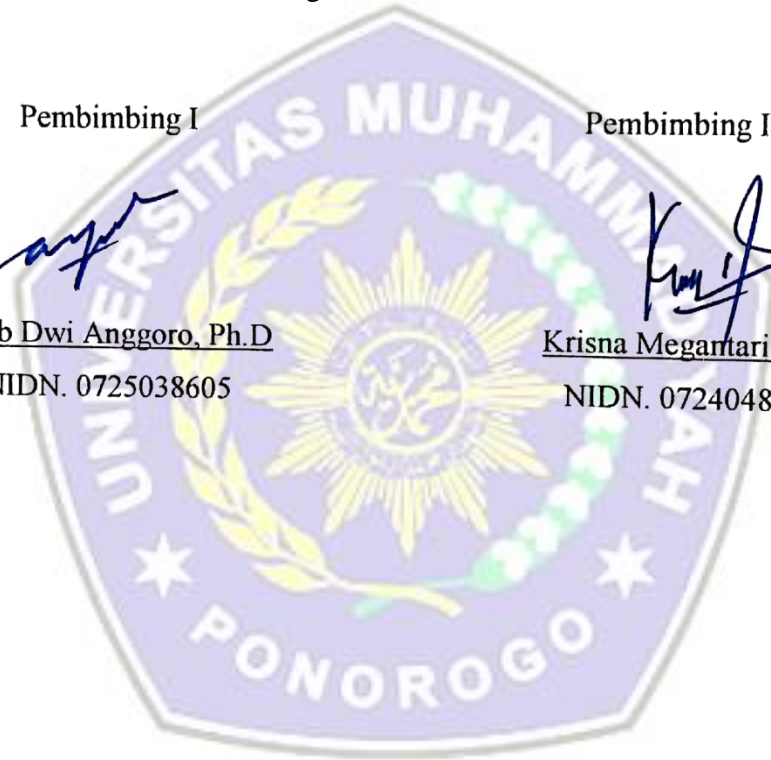 Pembimbing I
Pembimbing I
b Dwi Anggoro, Ph.D
Krisna Megantari
NIDN. 0725038605
NIDN. 0724048
UNIVERSITAS MUHAMMADIYAH
PONOROGO